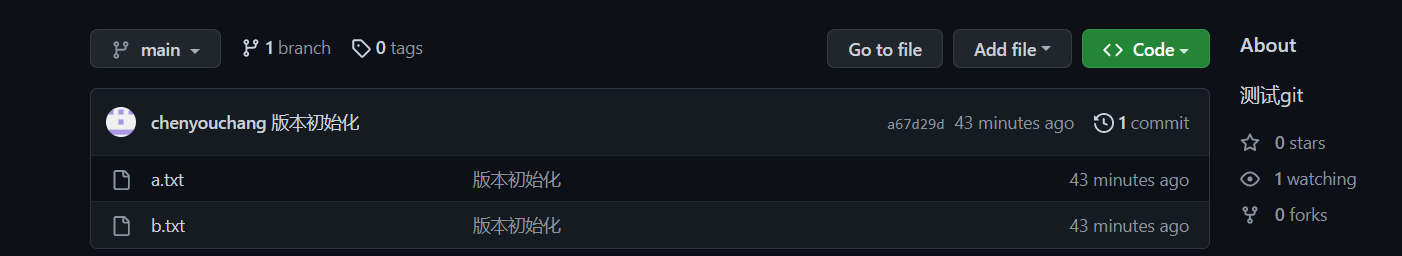 main 1 branch 0 tags Go to file Add file Code
chenyouchang 版本初始化 a67d29d 43 minutes ago 1 commit
a.txt 版本初始化 43 minutes ago
b.txt 版本初始化 43 minutes ago
About
测试git
0 stars
1 watching
0 forks